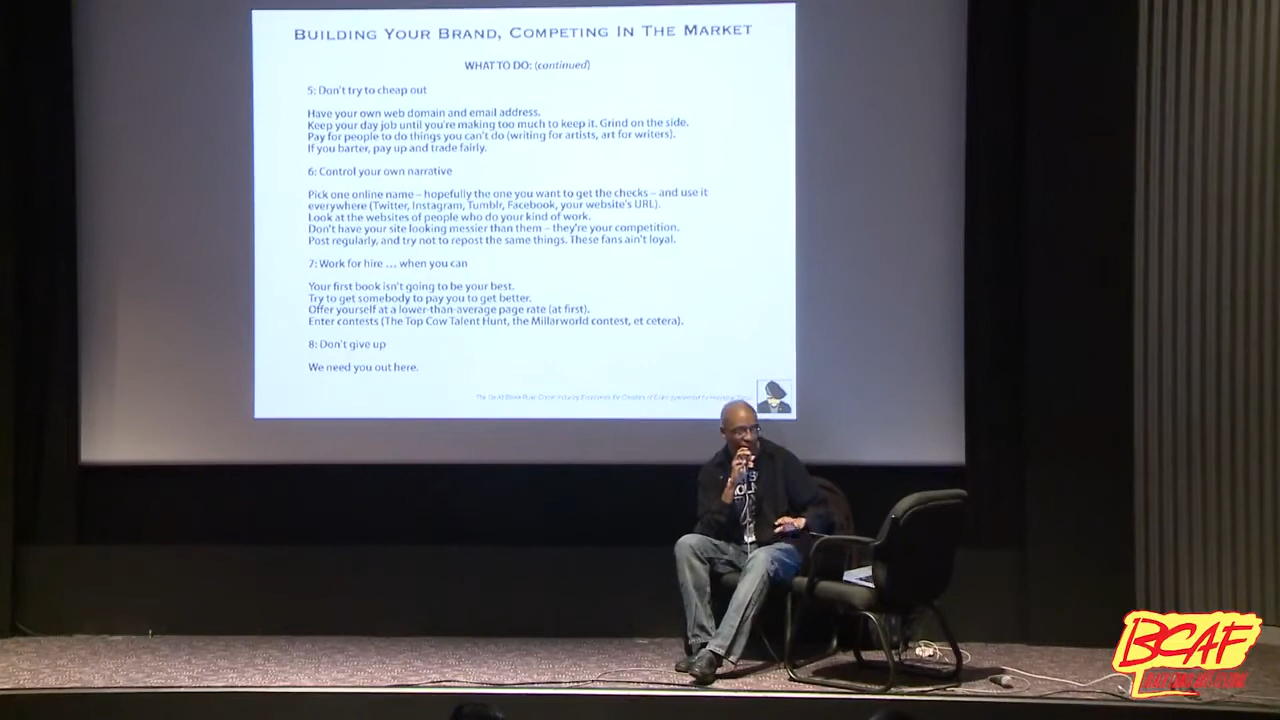 BUILDING YOUR BRAND, COMPETING IN THE MARKET
WHAT TO DO: (continued)
5: Don't try to cheap out
Have your own web domain and email address.
Keep your day job until you're making too much to keep it. Grind on the side.
Pay for people to do things you can't do (writing for artists, art for writers).
If you barter, pay up and trade fairly.
6: Control your own narrative
Pick one online name – hopefully the one you want to get the checks – and use it
everywhere (Twitter, Instagram, Tumblr, Facebook, your website's URL).
Look at the websites of people who do your kind of work.
Don't have your site looking messier than them – they're your competition.
Post regularly, and try not to repost the same things. These fans ain't loyal.
7: Work for hire … when you can
Your first book isn't going to be your best.
Try to get somebody to pay you to get better.
Offer yourself at a lower-than-average page rate (at first).
Enter contests (The Top Cow Talent Hunt, the Millarworld contest, et cetera).
8: Don't give up
We need you out here.
BCAF